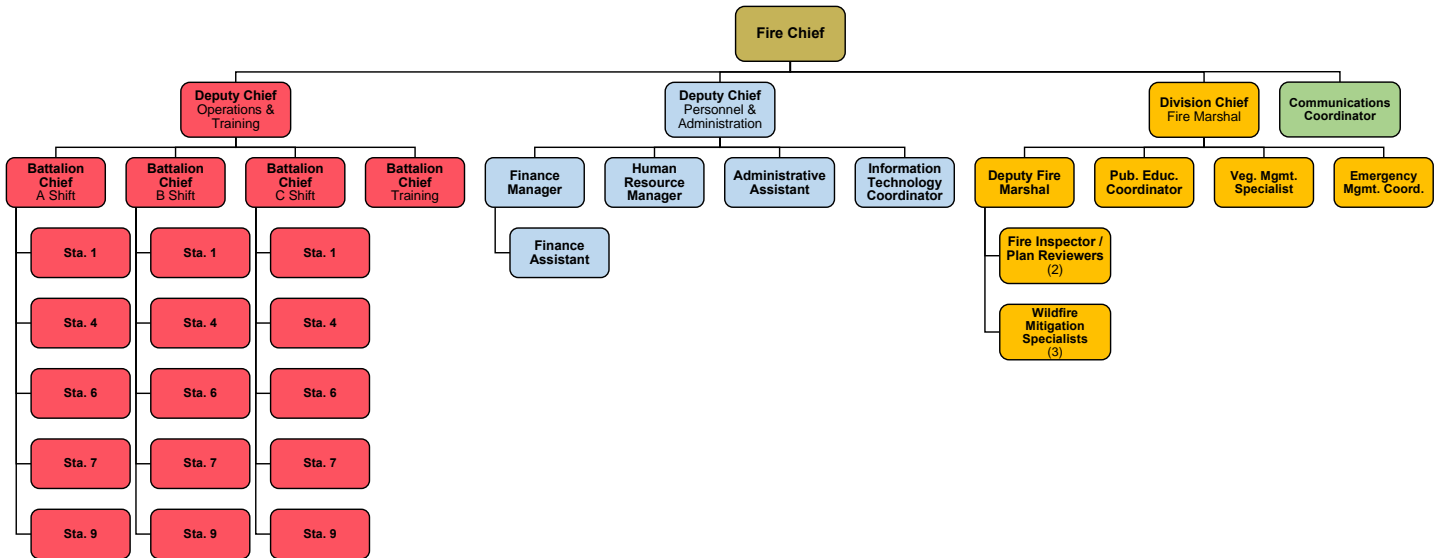 Fire Chief
Deputy Chief
Operations &
Training
Deputy Chief
Personnel &
Administration
Division Chief
Fire Marshal
Communications
Coordinator
Battalion
Chief
A Shift
Battalion
Chief
B Shift
Battalion
Chief
C Shift
Battalion
Chief
Training
Finance
Manager
Human
Resource
Manager
Administrative
Assistant
Information
Technology
Coordinator
Deputy Fire
Marshal
Pub. Educ.
Coordinator
Veg. Mgmt.
Specialist
Emergency
Mgmt. Coord.
Sta. 1
Sta. 1
Sta. 1
Finance
Assistant
Fire Inspector /
Plan Reviewers
(2)
Sta. 4
Sta. 4
Sta. 4
Wildfire
Mitigation
Specialists
(3)
Sta. 6
Sta. 6
Sta. 6
Sta. 7
Sta. 7
Sta. 7
Sta. 9
Sta. 9
Sta. 9